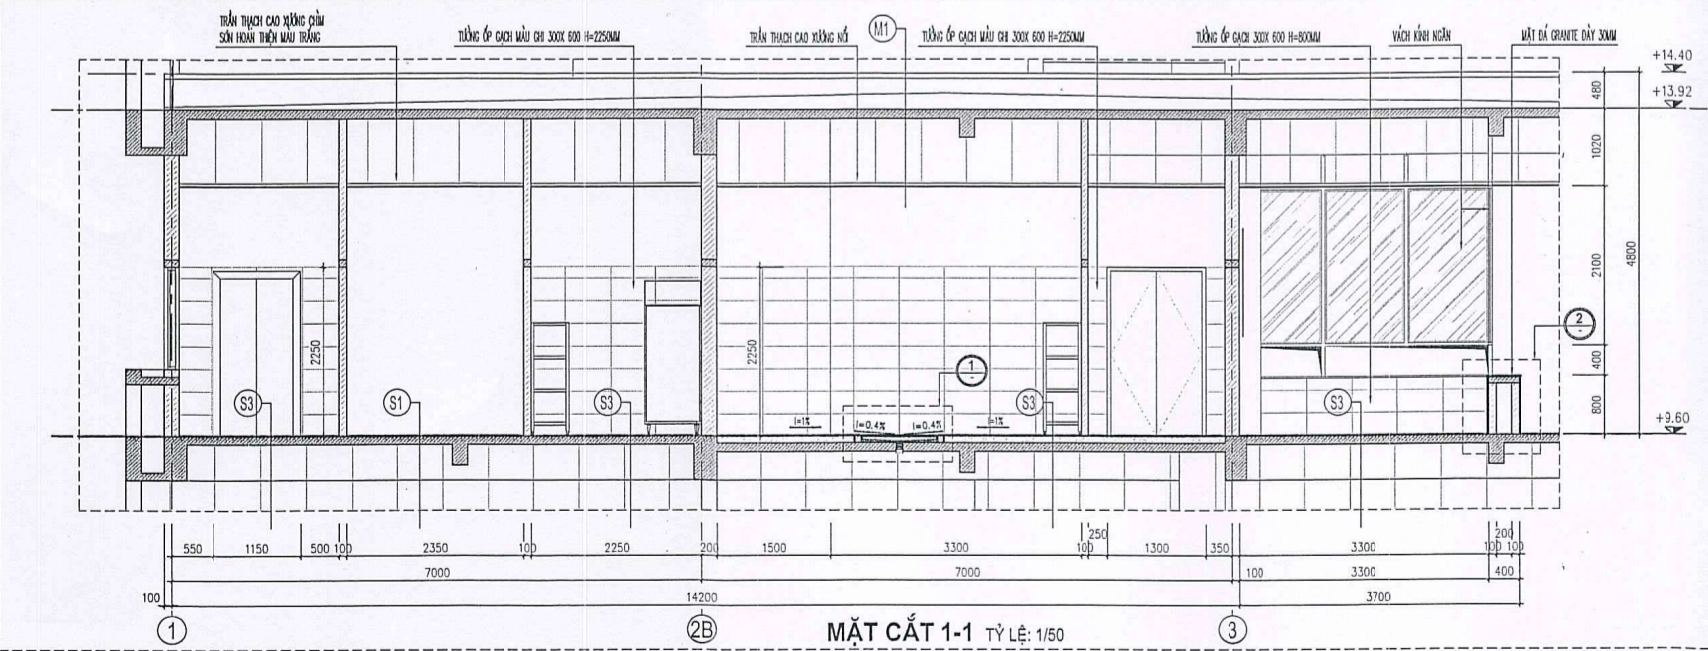 TRẦN THẠCH CAO XƯƠNG CHÌM
SƠN HOÀN THIỆN MÀU TRẮNG
TƯỜNG ỐP GẠCH MÀU GHI 300X 600 H=2250MM
TRẦN THẠCH CAO XƯƠNG NỔI
M1
TƯỜNG ỐP GẠCH MÀU GHI 300X 600 H=2250MM
TƯỜNG ỐP GẠCH 300X 600 H=800MM
VÁCH KÍNH NGĂN
MẶT ĐÁ GRANITE DÀY 30MM
+14.40
480
+13.92
1020
2100
4800
2
-
400
800
+9.60
2250
2250
1
-
S3
S1
S3
S3
S3
i=1%
i=0.4%
i=0.4%
i=1%
550
1150
500
100
2350
100
2250
200
1500
3300
100
250
1300
350
3300
100
200
100
7000
7000
100
3300
400
100
14200
3700
1
2B
3
MẶT CẮT 1-1 TỶ LỆ: 1/50